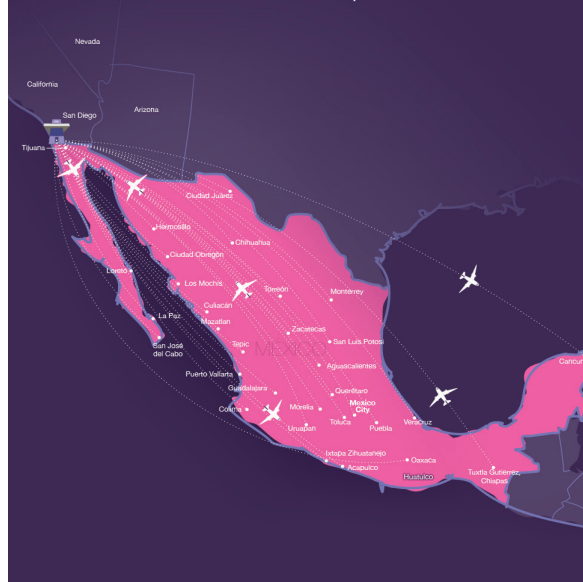 Nevada
California
Arizona
San Diego
Tijuana
Ciudad Juárez
Hermosillo
Chihuahua
Ciudad Obregón
Loreto
Los Mochis
Torreón
Monterrey
Culiacán
La Paz
Mazatlan
Zacatecas
San José
del Cabo
San Luis Potosí
Tepic
MEXICO
Cancun
Aguascalientes
Puerto Vallarta
Guadalajara
Querétaro
Colima
Morelia
Mexico
City
Uruapan
Toluca
Puebla
Veracruz
Ixtapa Zihuatanejo
Oaxaca
Acapulco
Huatulco
Tuxtla Gutiérrez,
Chiapas